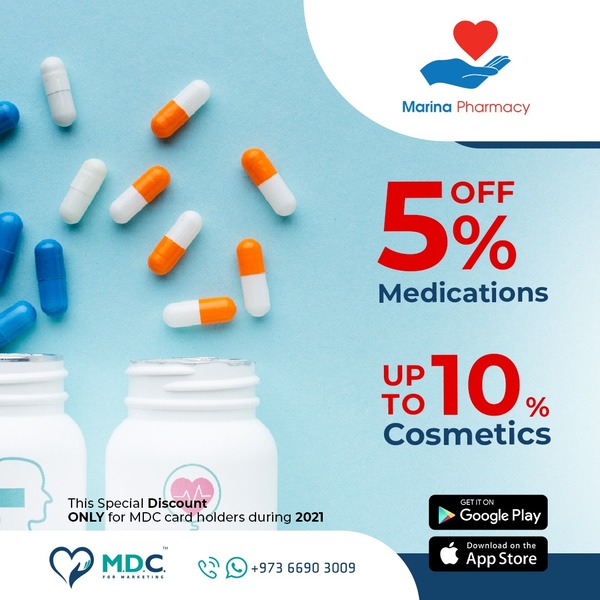 Marina Pharmacy
5% OFF
Medications
UP TO 10%
Cosmetics
This Special Discount
ONLY for MDC card holders during 2021
M.D.C.™
FOR MARKETING
+973 6690 3009
GET IT ON
Google Play
Download on the
App Store